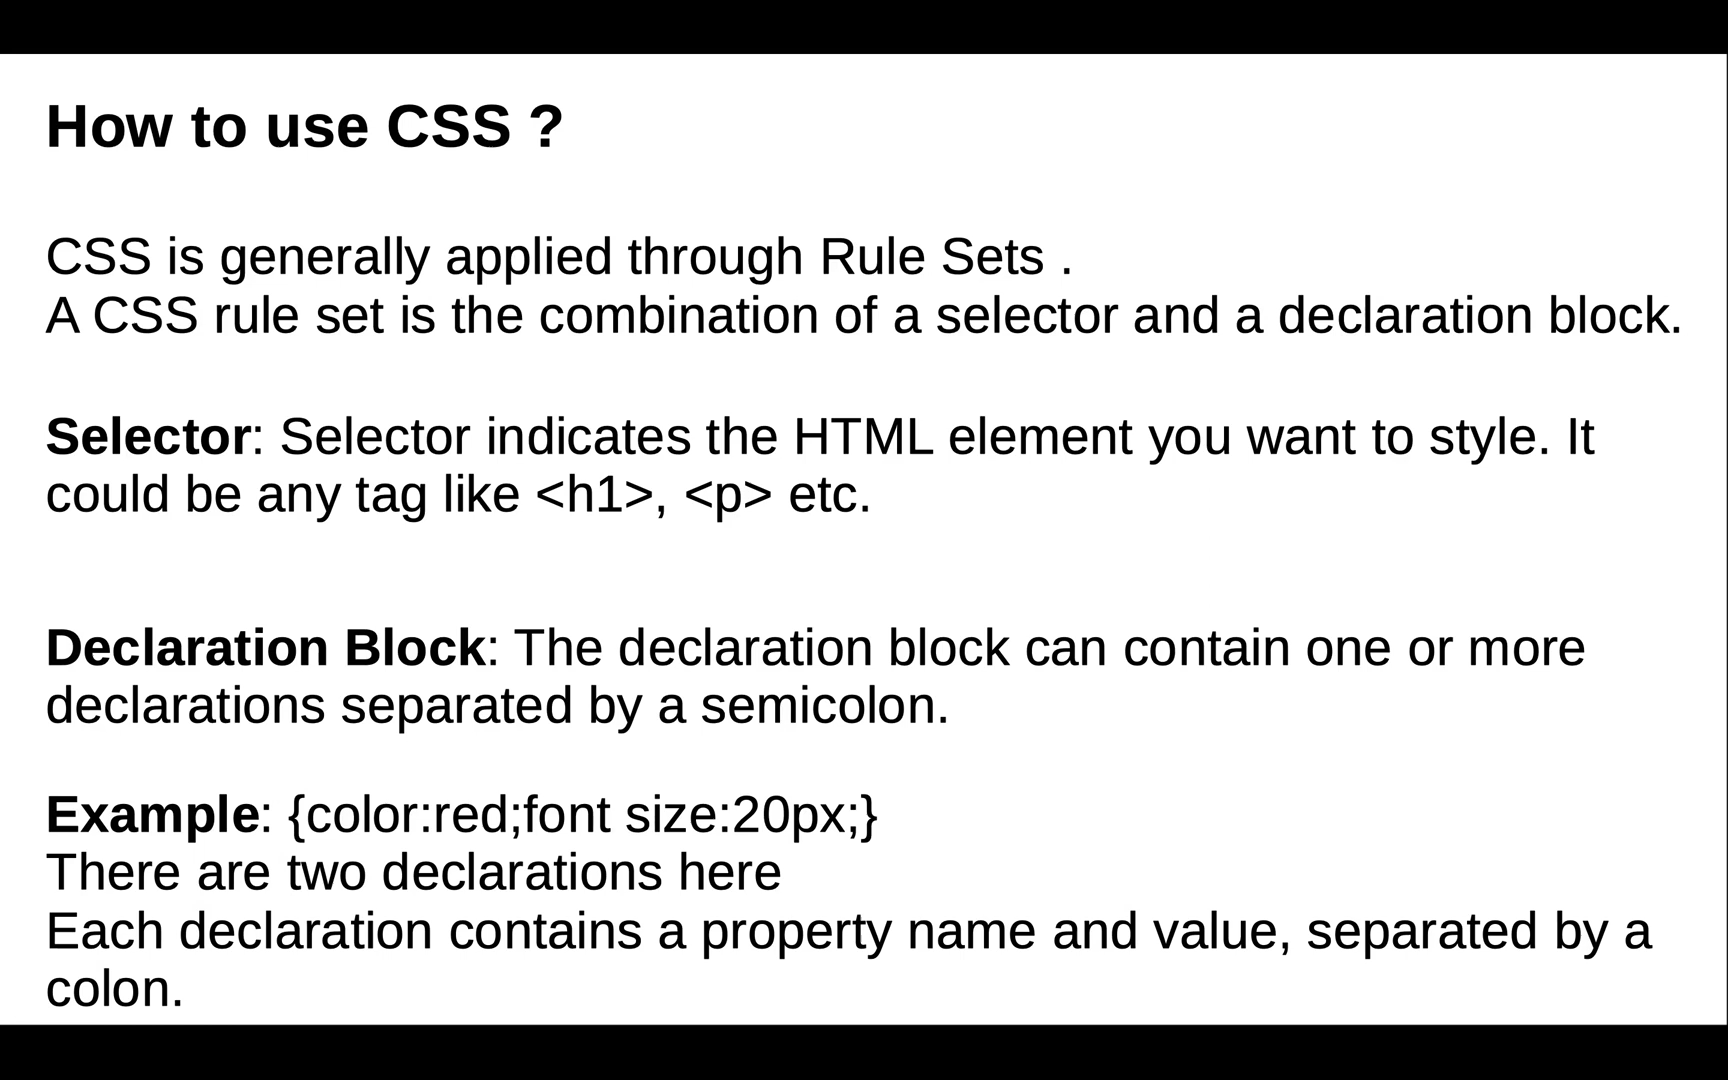 How to use CSS ?
CSS is generally applied through Rule Sets .
A CSS rule set is the combination of a selector and a declaration block.
Selector: Selector indicates the HTML element you want to style. It
could be any tag like <h1>, <p> etc.
Declaration Block: The declaration block can contain one or more
declarations separated by a semicolon.
Example: {color:red;font size:20px;}
There are two declarations here
Each declaration contains a property name and value, separated by a
colon.